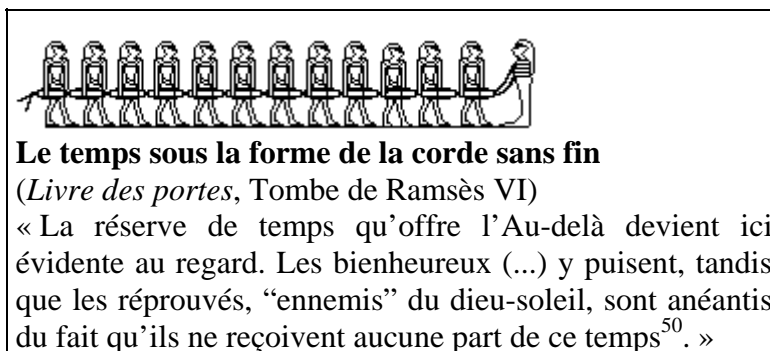 Le temps sous la forme de la corde sans fin
(Livre des portes, Tombe de Ramsès VI)
« La réserve de temps qu’offre l’Au-delà devient ici
évidente au regard. Les bienheureux (...) y puisent, tandis
que les réprouvés, “ennemis” du dieu-soleil, sont anéantis
du fait qu’ils ne reçoivent aucune part de ce temps50. »